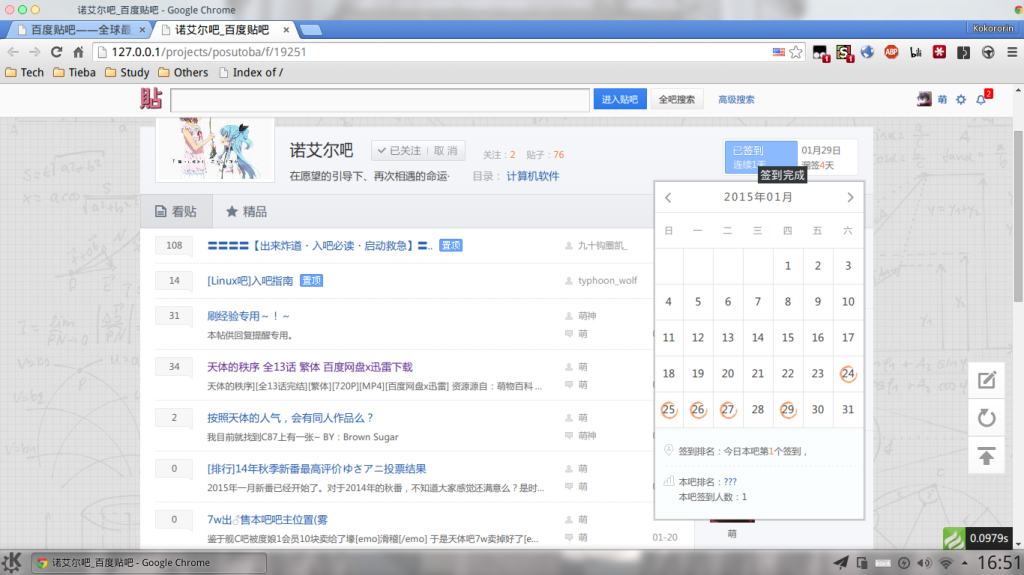 诺艾尔吧_百度贴吧 - Google Chrome
百度贴吧——全球最
诺艾尔吧_百度贴吧
Kokororin
127.0.0.1/projects/posutoba/f/19251
Tech
Tieba
Study
Others
Index of /
貼
进入贴吧
全吧搜索
高级搜索
萌
2
诺艾尔吧
已关注
取 消
关注：2 贴子：76
在愿望的引导下、再次相遇的命运·
目录： 计算机软件
已签到
连续1天
01月29日
漏签4天
签到完成
看贴
精品
2015年01月
日 一 二 三 四 五 六
1 2 3
4 5 6 7 8 9 10
11 12 13 14 15 16 17
18 19 20 21 22 23 24
25 26 27 28 29 30 31
签到排名：今日本吧第1个签到，
本吧排名：???
本吧签到人数：1
108
〓〓〓〓【出来炸道·入吧必读·启动救急】〓..
置顶
九十钩圈凯_
14
[Linux吧]入吧指南
置顶
typhoon_wolf
31
刷经验专用～！～
萌神
本帖供回复提醒专用。
萌
34
天体的秩序 全13话 繁体 百度网盘x迅雷下载
萌
天体的秩序][全13话完结][繁体][720P][MP4][百度网盘x迅雷] 资源源自：萌物百科 ...
萌
2
按照天体的人气，会有同人作品么？
萌
我目前就找到C87上有一张~ BY：Brown Sugar
萌神
0
[排行]14年秋季新番最高评价ゆさアニ投票结果
萌
2015年一月新番已经开始了。对于2014年的秋番，不知道大家感觉还满意么？是时...
萌
0
7w出♂售本吧吧主位置(雾
萌
鉴于舰C吧被度娘1会员10块卖给了壕[emo]滑稽[/emo] 于是天体吧7w卖掉好了[e...
萌
01-20
萌
0.0979s
诺艾尔吧_百度贴吧 - Google Chrome
16:51